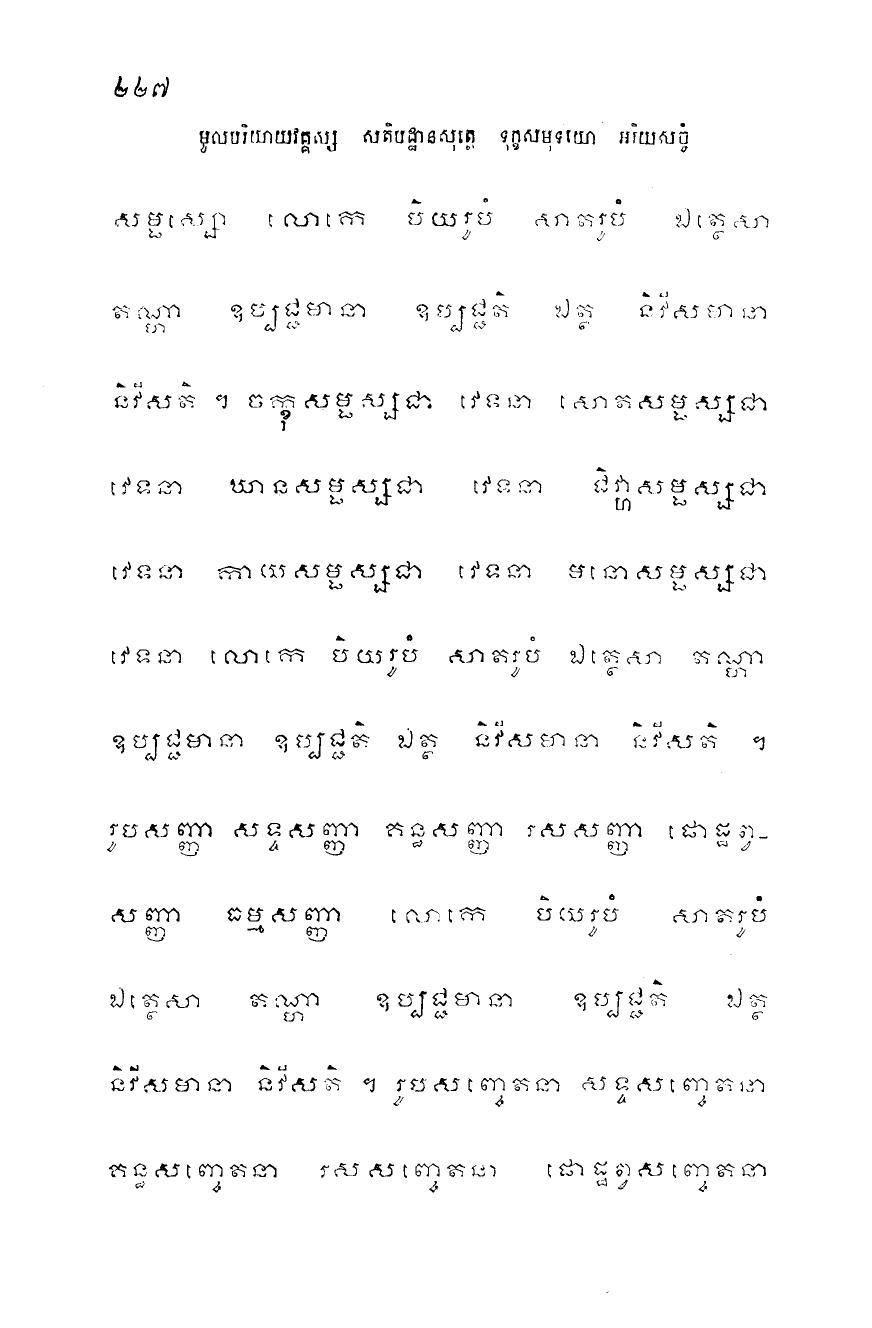 ២២៧
មូលបរិយាយវគ្គស្ស សតិបដ្ឋានសុត្តេ ទុក្ខសមុទយោ អរិយសច្ចំ
សម្ផស្សោ លោកេ បិយរូបំ សាតរូបំ ឯត្ថេសា
តណ្ហា ឧប្បជ្ជមានា ឧប្បជ្ជតិ ឯត្ថ និវីសមានា
និវីសតិ ។ ចក្ខុសម្ផស្សជា វេទនា សោតសម្ផស្សជា
វេទនា ឃានសម្ផស្សជា វេទនា ជិវ្ហាសម្ផស្សជា
វេទនា កាយសម្ផស្សជា វេទនា មនោសម្ផស្សជា
វេទនា លោកេ បិយរូបំ សាតរូបំ ឯត្ថេសា តណ្ហា
ឧប្បជ្ជមានា ឧប្បជ្ជតិ ឯត្ថ និវីសមានា និវីសតិ ។
រូបសញ្ញា សទ្ទសញ្ញា គន្ធសញ្ញា រសសញ្ញា ផោដ្ឋព្វ-
សញ្ញា ធម្មសញ្ញា លោកេ បិយរូបំ សាតរូបំ
ឯត្ថេសា តណ្ហា ឧប្បជ្ជមានា ឧប្បជ្ជតិ ឯត្ថ
និវីសមានា និវីសតិ ។ រូបសញ្ចេតនា សទ្ទសញ្ចេតនា
គន្ធសញ្ចេតនា រសសញ្ចេតនា ផោដ្ឋព្វសញ្ចេតនា